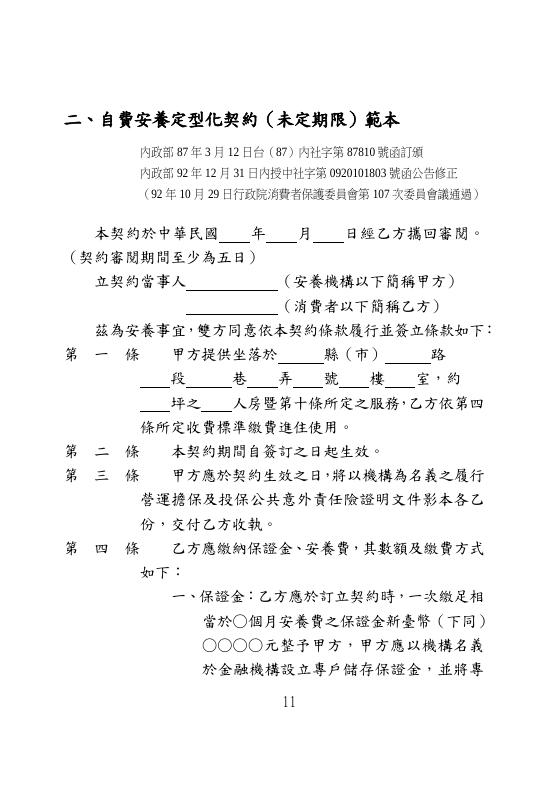 二、自費安養定型化契約（未定期限）範本
內政部 87 年 3 月 12 日台（87）內社字第 87810 號函訂頒
內政部 92 年 12 月 31 日內授中社字第 0920101803 號函公告修正
（92 年 10 月 29 日行政院消費者保護委員會第 107 次委員會議通過）
本契約於中華民國____年____月____日經乙方攜回審閱。
（契約審閱期間至少為五日）
立契約當事人____________（安養機構以下簡稱甲方）
____________（消費者以下簡稱乙方）
茲為安養事宜，雙方同意依本契約條款履行並簽立條款如下：
第 一 條 甲方提供坐落於______縣（市）______路
____段______巷____弄____號____樓____室，約
____坪之____人房暨第十條所定之服務，乙方依第四
條所定收費標準繳費進住使用。
第 二 條 本契約期間自簽訂之日起生效。
第 三 條 甲方應於契約生效之日，將以機構為名義之履行
營運擔保及投保公共意外責任險證明文件影本各乙
份，交付乙方收執。
第 四 條 乙方應繳納保證金、安養費，其數額及繳費方式
如下：
一、保證金：乙方應於訂立契約時，一次繳足相
當於○個月安養費之保證金新臺幣（下同）
○○○○元整予甲方，甲方應以機構名義
於金融機構設立專戶儲存保證金，並將專
11